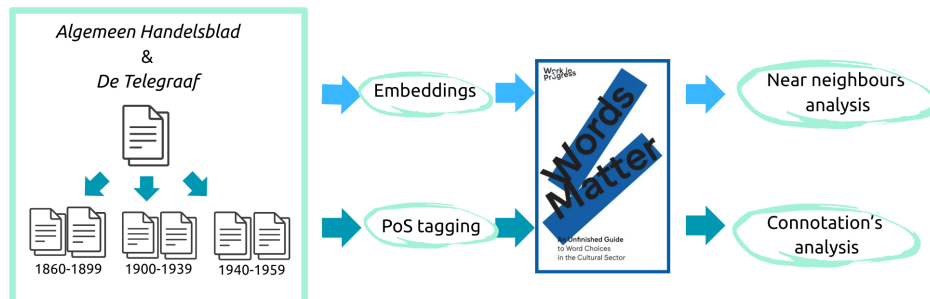 Algemeen Handelsblad
&
De Telegraaf
1860-1899
1900-1939
1940-1959
Embeddings
PoS tagging
Work in
Progress
Words
Matter
An Unfinished Guide
to Word Choices
in the Cultural Sector
Near neighbours
analysis
Connotation's
analysis